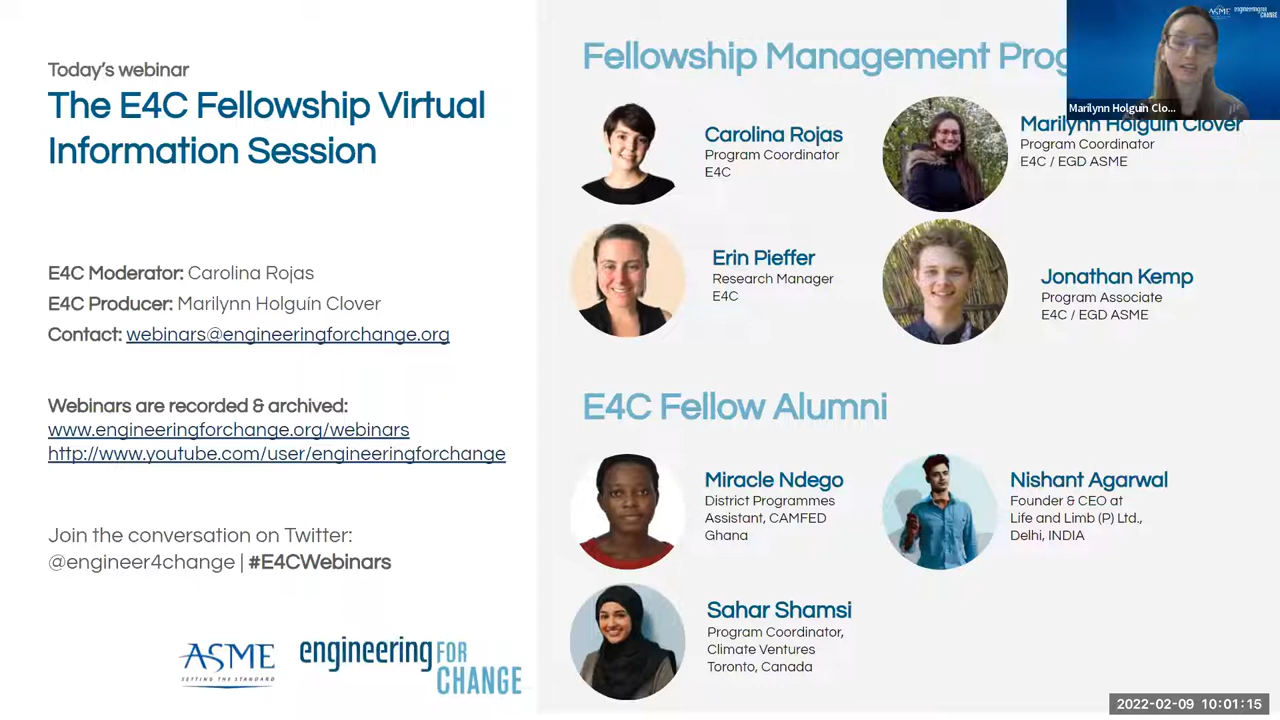 Today's webinar
The E4C Fellowship Virtual
Information Session
E4C Moderator: Carolina Rojas
E4C Producer: Marilynn Holguín Clover
Contact: webinars@engineeringforchange.org
Webinars are recorded & archived:
www.engineeringforchange.org/webinars
http://www.youtube.com/user/engineeringforchange
Join the conversation on Twitter:
@engineer4change | #E4CWebinars
ASME
SETTING THE STANDARD
engineering FOR
CHANGE
Fellowship Management Prog
Carolina Rojas
Program Coordinator
E4C
Marilynn Holguin Clover
Program Coordinator
E4C / EGD ASME
Erin Pieffer
Research Manager
E4C
Jonathan Kemp
Program Associate
E4C / EGD ASME
E4C Fellow Alumni
Miracle Ndego
District Programmes
Assistant, CAMFED
Ghana
Nishant Agarwal
Founder & CEO at
Life and Limb (P) Ltd.,
Delhi, INDIA
Sahar Shamsi
Program Coordinator,
Climate Ventures
Toronto, Canada
ASME engineering FOR
CHANGE
Marilynn Holguin Clo...
2022-02-09 10:01:15